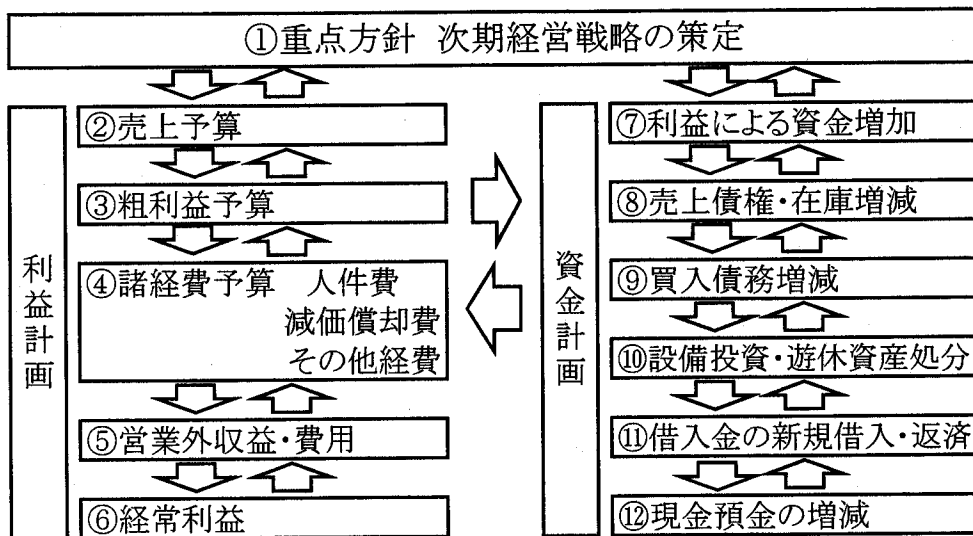 ①重点方針 次期経営戦略の策定
利益計画
②売上予算
③粗利益予算
④諸経費予算 人件費
減価償却費
その他経費
⑤営業外収益・費用
⑥経常利益
資金計画
⑦利益による資金増加
⑧売上債権・在庫増減
⑨買入債務増減
⑩設備投資・遊休資産処分
⑪借入金の新規借入・返済
⑫現金預金の増減